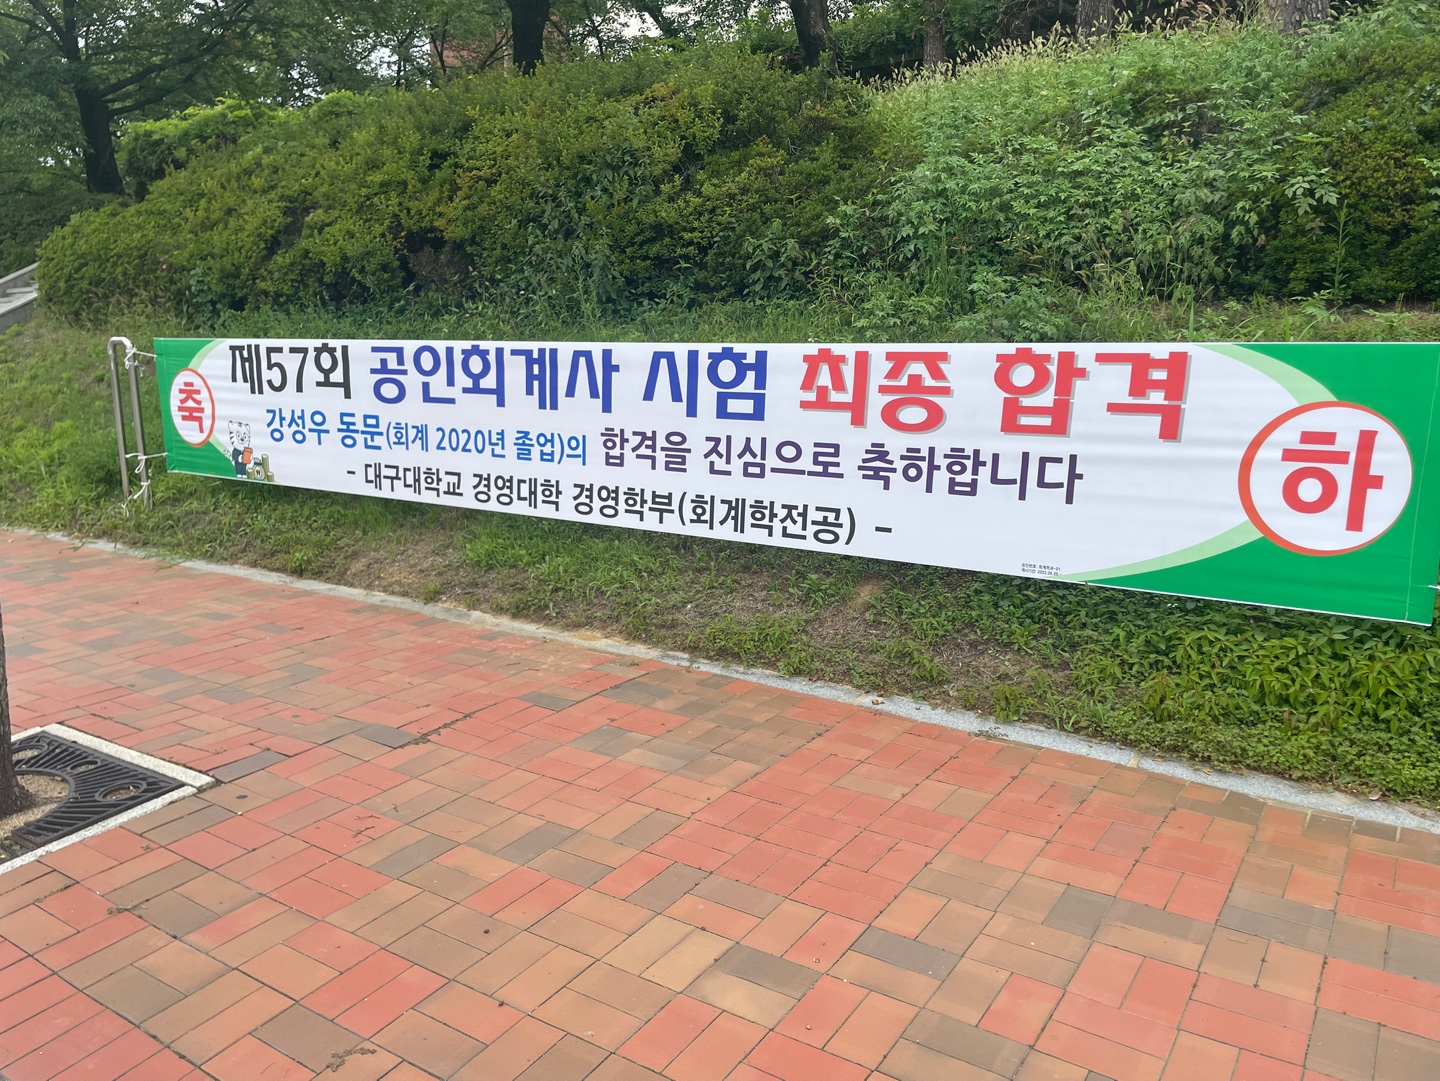 축
제57회 공인회계사 시험 최종 합격
강성우 동문(회계 2020년 졸업)의 합격을 진심으로 축하합니다
- 대구대학교 경영대학 경영학부(회계학전공) -
하